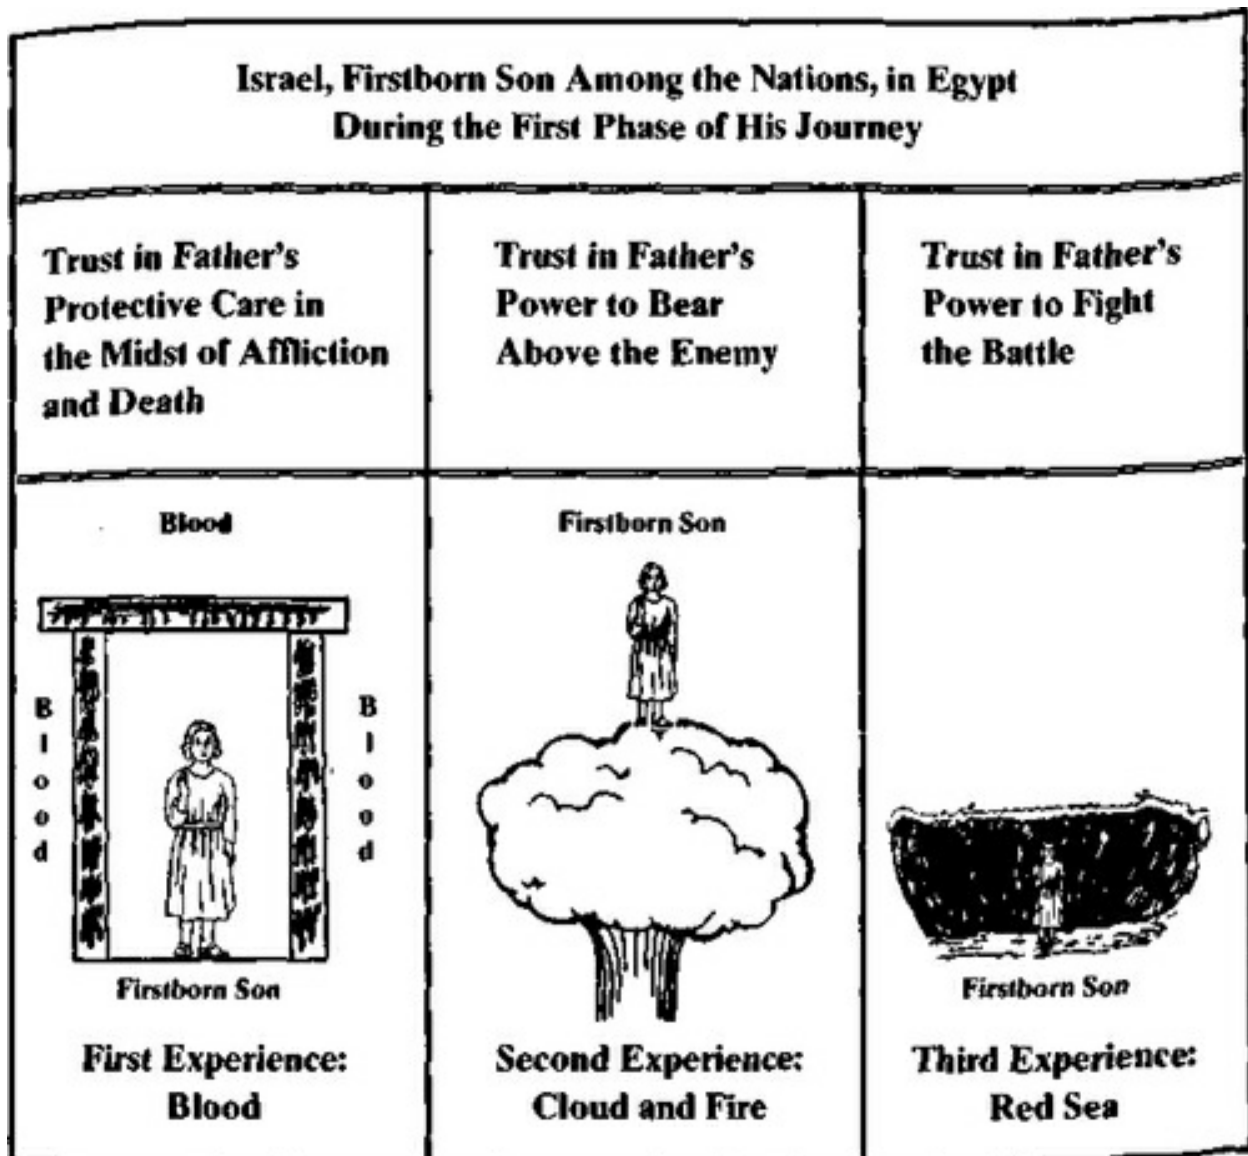 Israel, Firstborn Son Among the Nations, in Egypt
During the First Phase of His Journey
Trust in Father's
Protective Care in
the Midst of Affliction
and Death
Trust in Father's
Power to Bear
Above the Enemy
Trust in Father's
Power to Fight
the Battle
Blood
Blood
Blood
Firstborn Son
First Experience:
Blood
Firstborn Son
Second Experience:
Cloud and Fire
Firstborn Son
Third Experience:
Red Sea